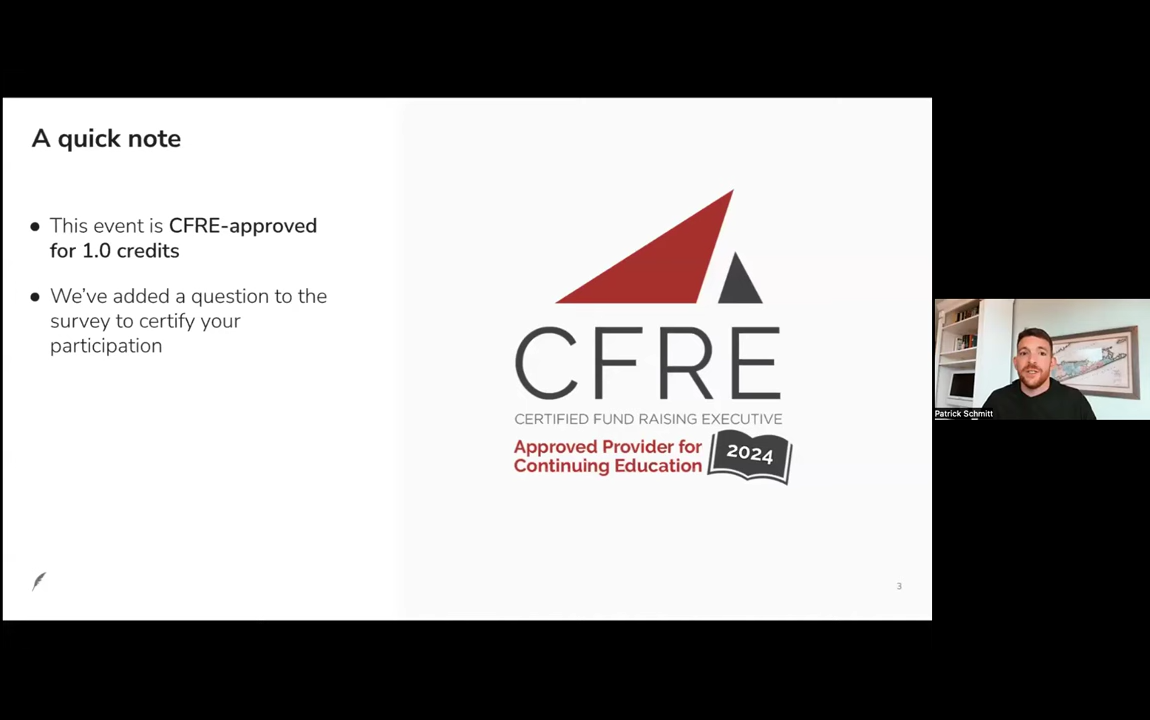 A quick note
● This event is CFRE-approved
for 1.0 credits
● We’ve added a question to the
survey to certify your
participation
CFRE
CERTIFIED FUND RAISING EXECUTIVE
Approved Provider for
Continuing Education
2024
3
Patrick Schmitt